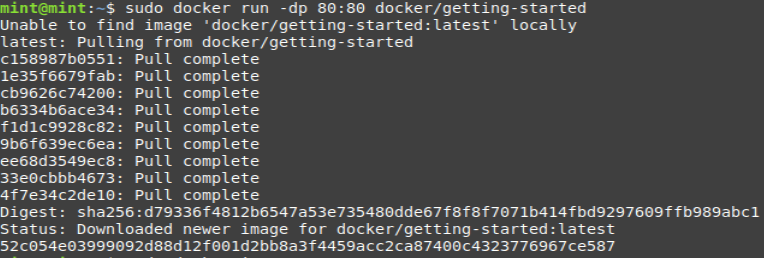 mint@mint:~$ sudo docker run -dp 80:80 docker/getting-started
Unable to find image 'docker/getting-started:latest' locally
latest: Pulling from docker/getting-started
c158987b0551: Pull complete
1e35f6679fab: Pull complete
cb9626c74200: Pull complete
b6334b6ace34: Pull complete
f1d1c9928c82: Pull complete
9b6f639ec6ea: Pull complete
ee68d3549ec8: Pull complete
33e0cbbb4673: Pull complete
4f7e34c2de10: Pull complete
Digest: sha256:d79336f4812b6547a53e735480dde67f8f8f7071b414fbd9297609ffb989abc1
Status: Downloaded newer image for docker/getting-started:latest
52c054e03999092d88d12f001d2bb8a3f4459acc2ca87400c4323776967ce587